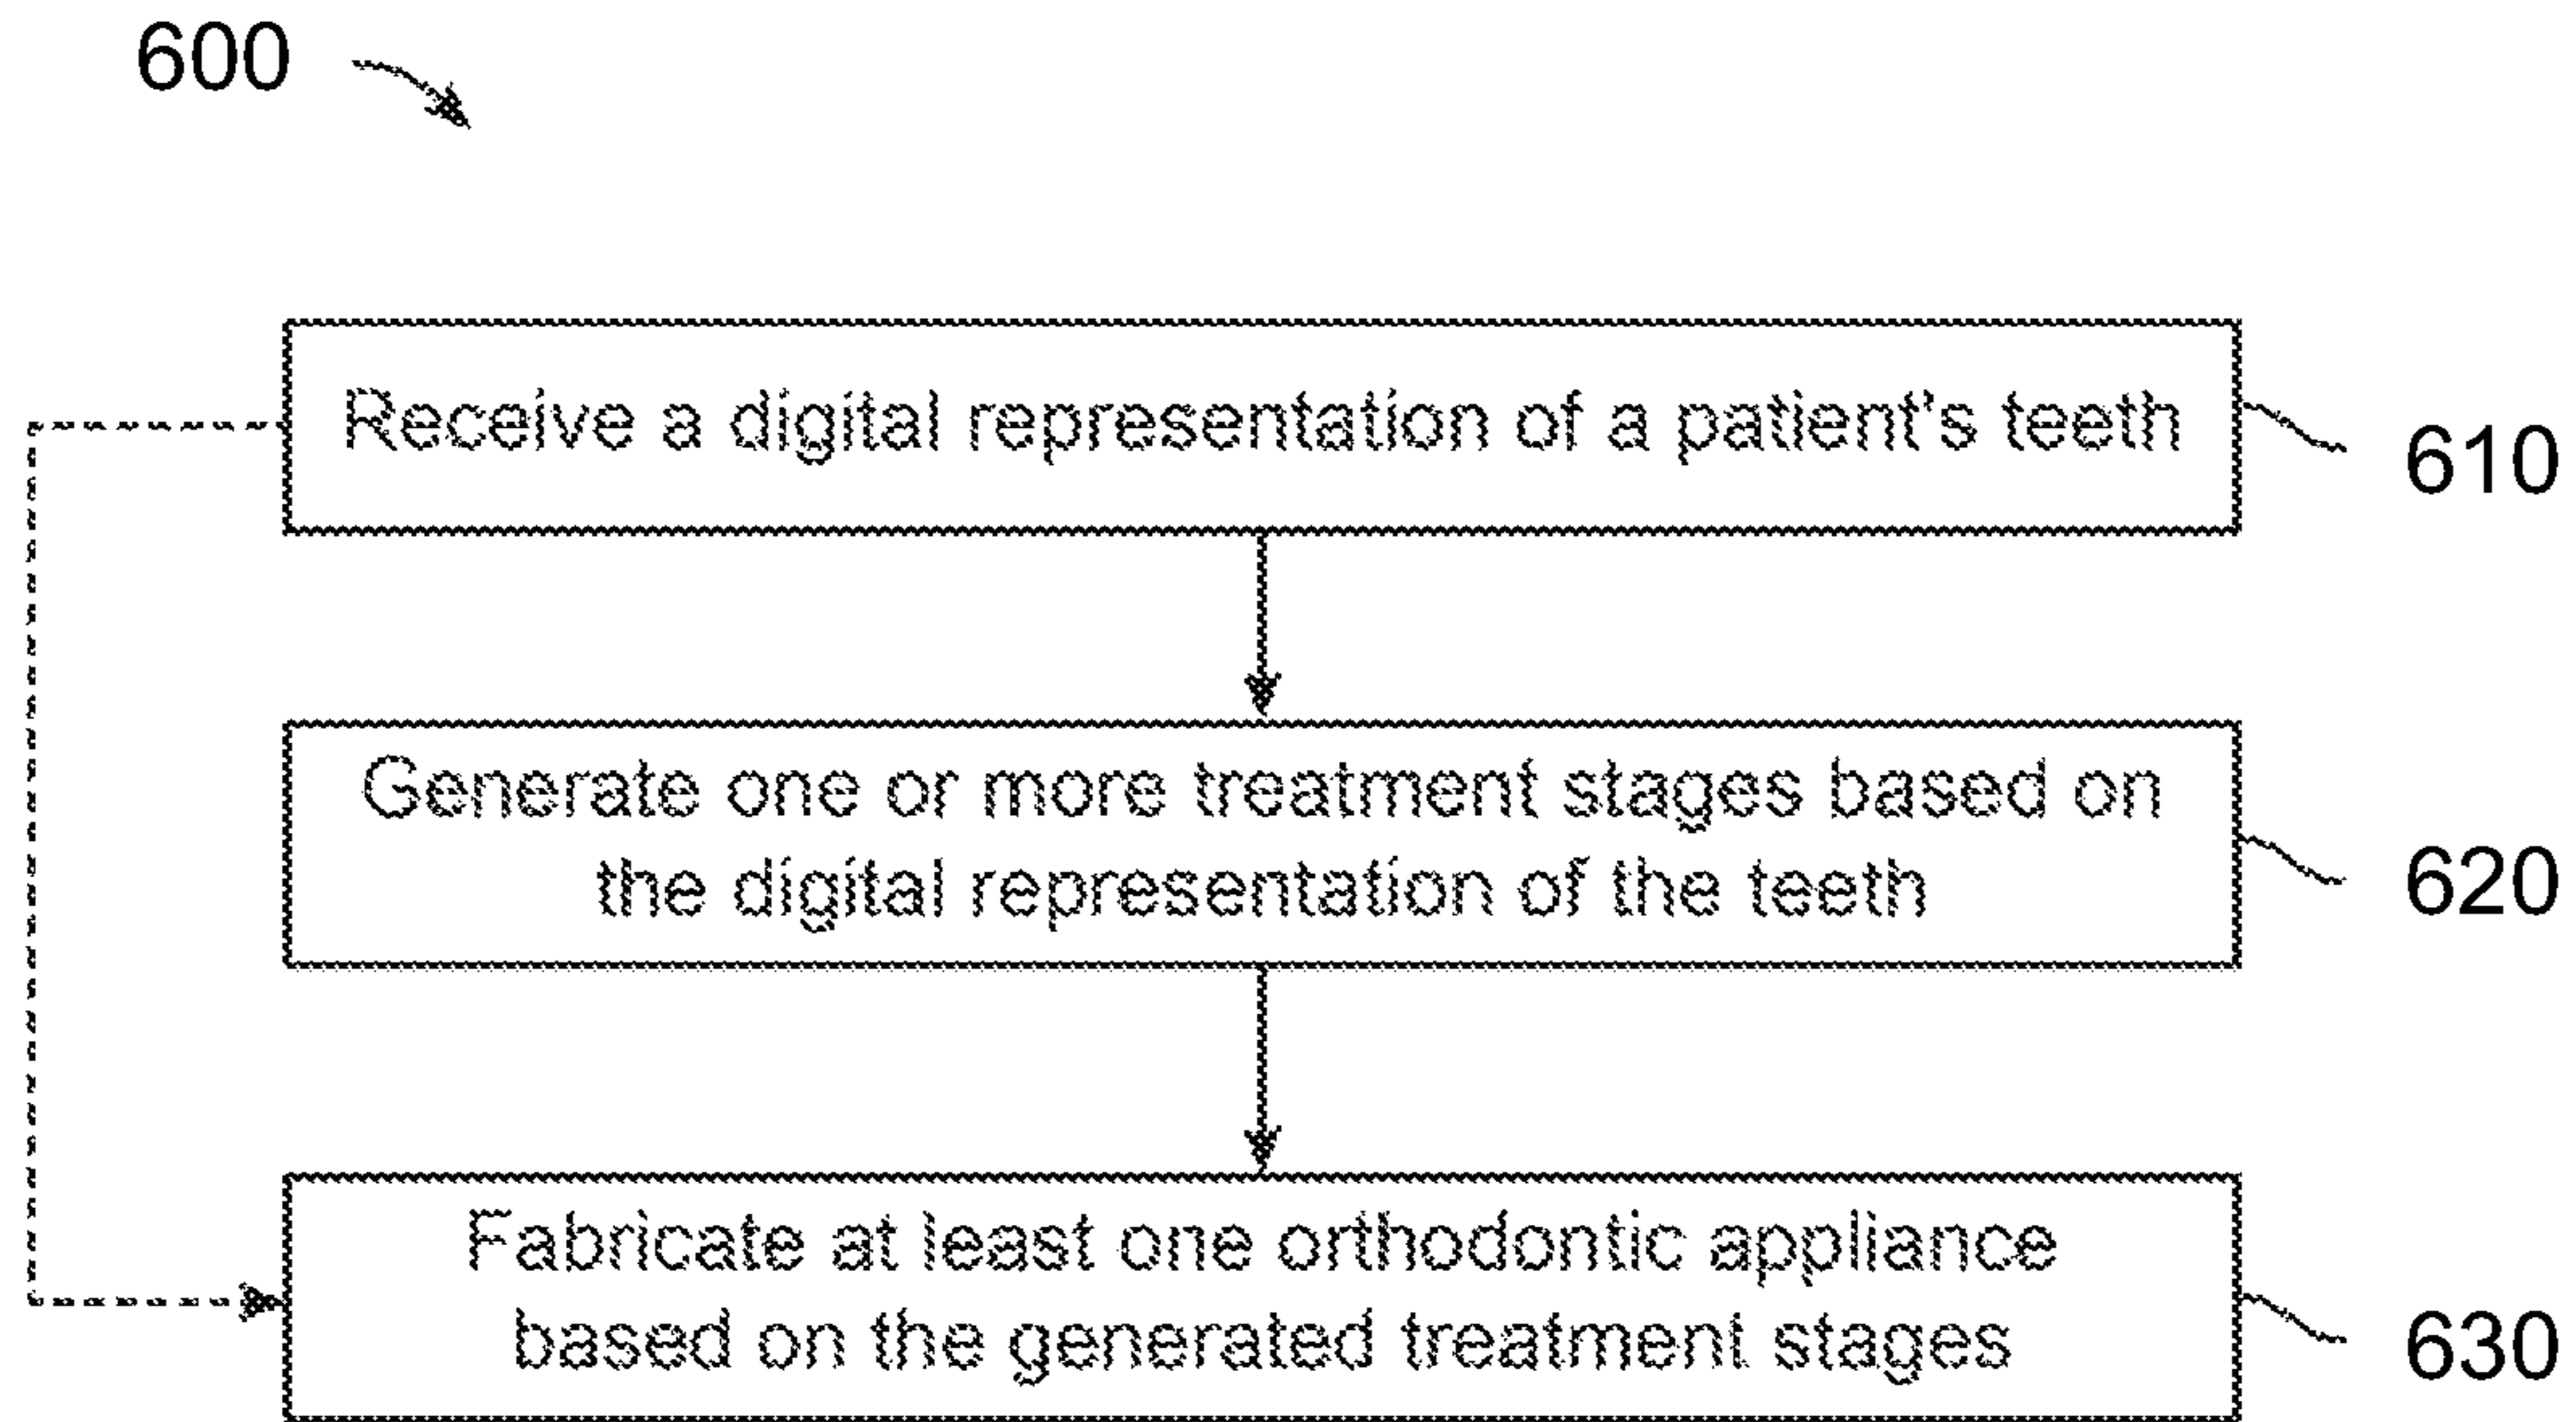 600
Receive a digital representation of a patient's teeth
610
Generate one or more treatment stages based on
the digital representation of the teeth
620
Fabricate at least one orthodontic appliance
based on the generated treatment stages
630